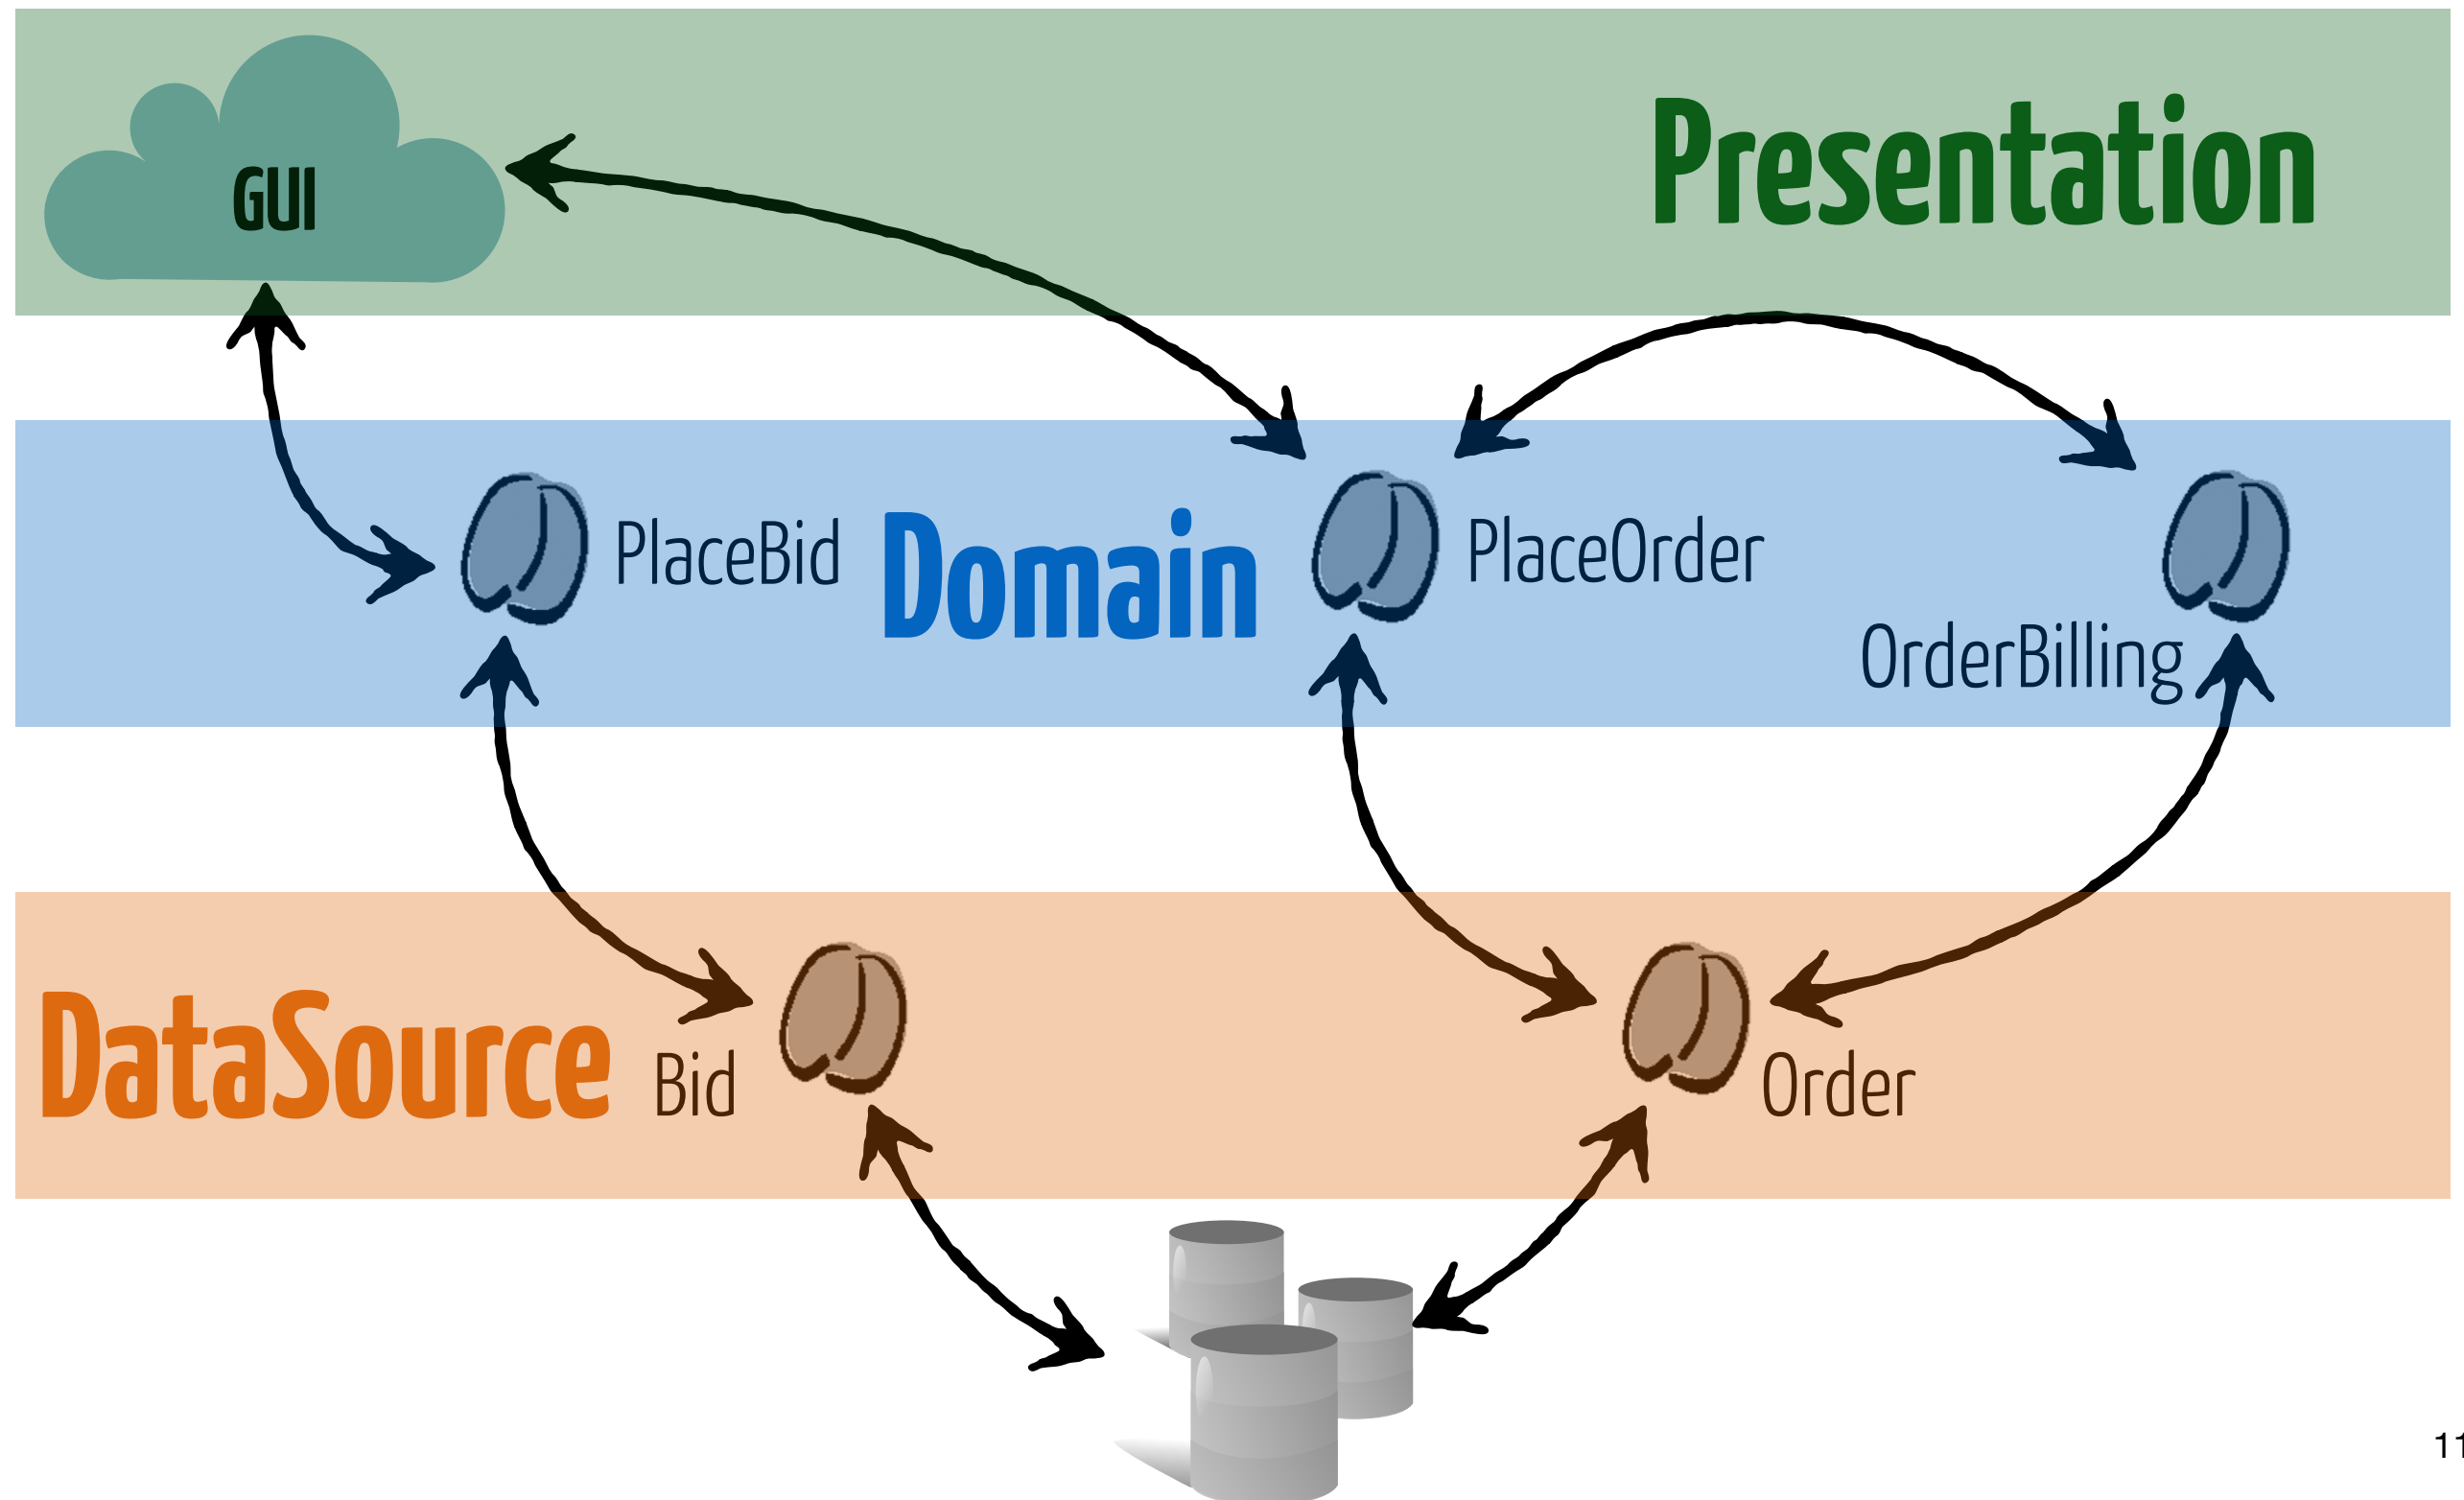 Presentation
GUI
PlaceBid
Domain
PlaceOrder
OrderBilling
DataSource
Bid
Order
11